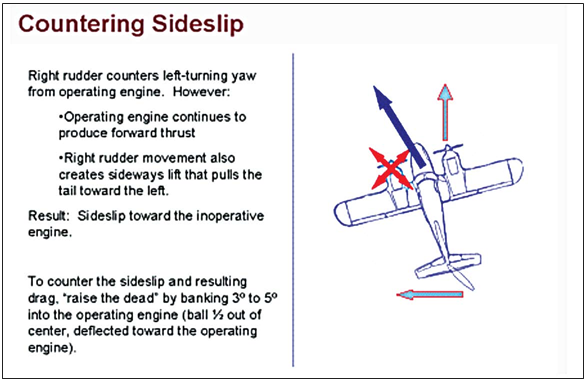 Countering Sideslip
Right rudder counters left-turning yaw
from operating engine.  However:
•Operating engine continues to
produce forward thrust
•Right rudder movement also
creates sideways lift that pulls the
tail toward the left.
Result:  Sideslip toward the inoperative
engine.
To counter the sideslip and resulting
drag, “raise the dead” by banking 3º to 5º
into the operating engine (ball ½ out of
center, deflected toward the operating
engine).